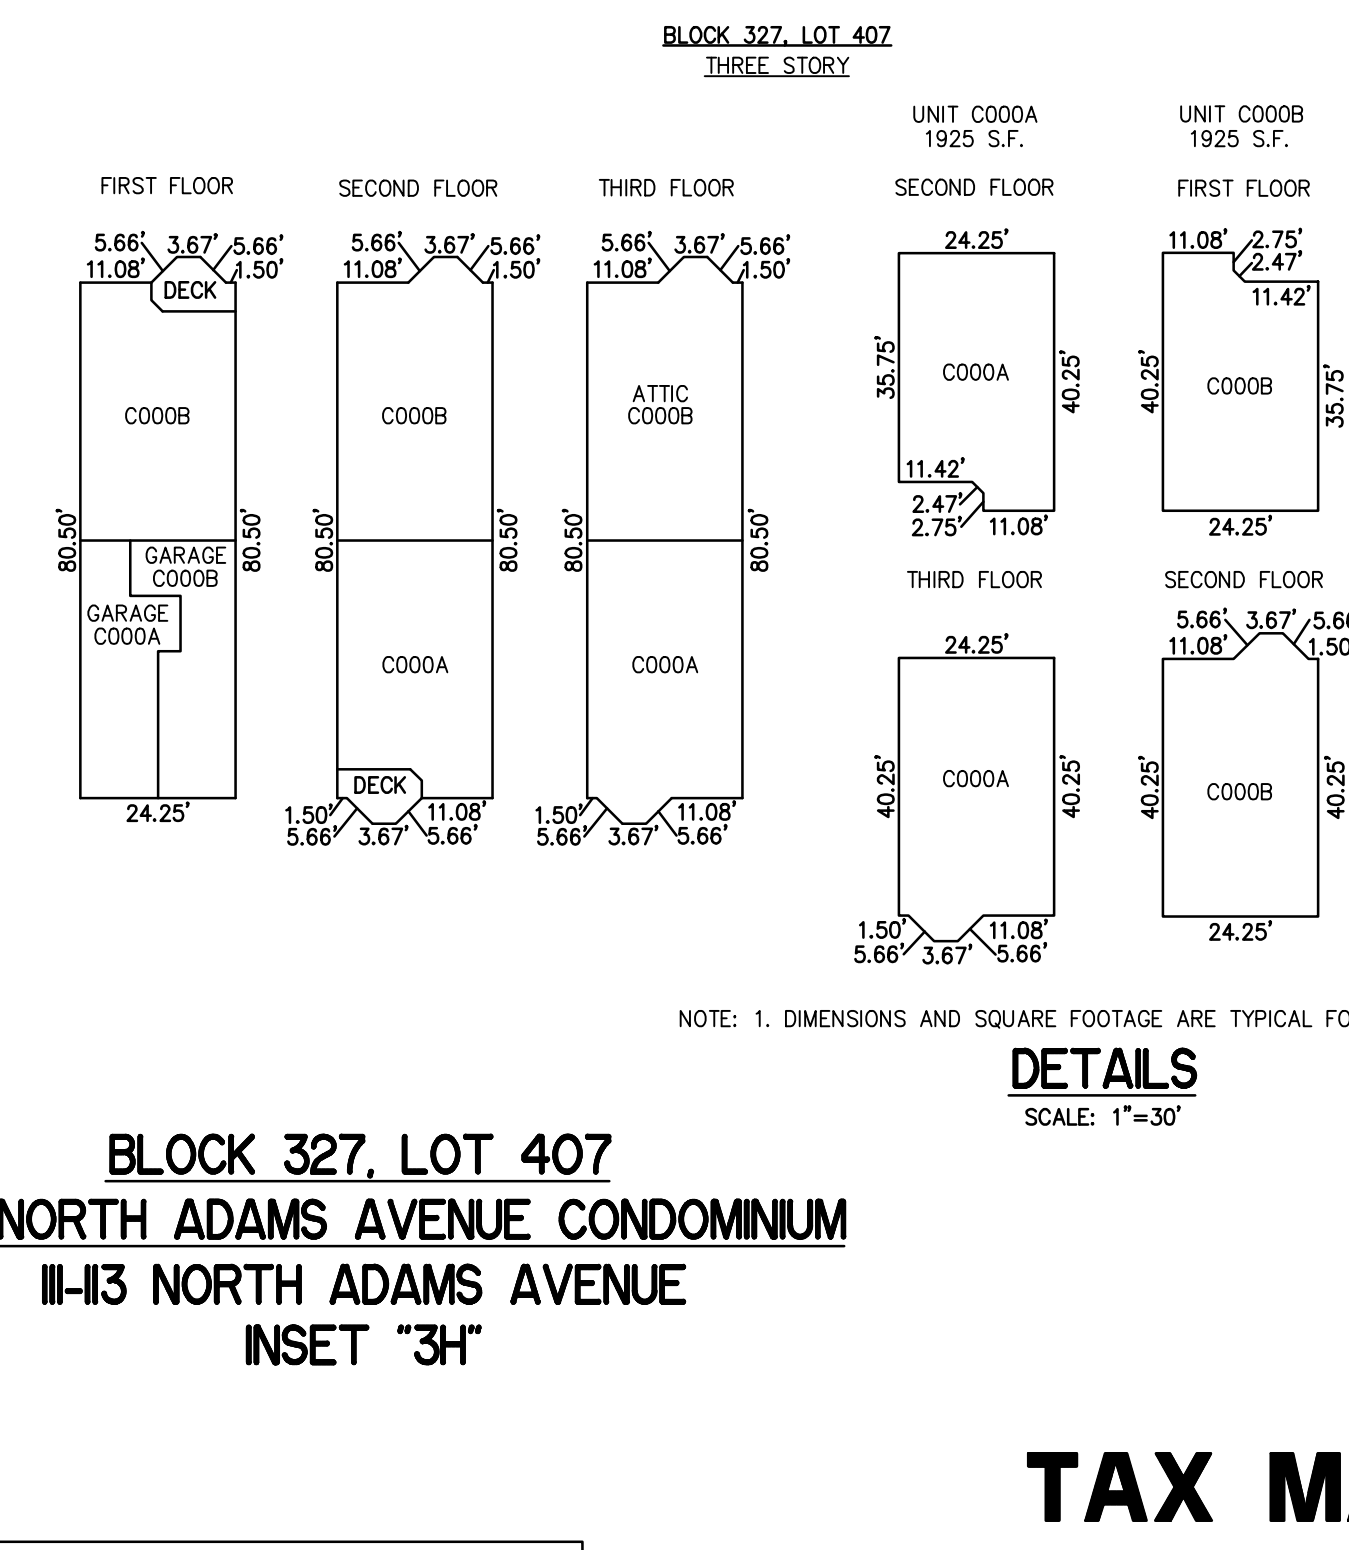 BLOCK 327, LOT 407
THREE STORY
UNIT C000A
1925 S.F.
UNIT C000B
1925 S.F.
FIRST FLOOR
5.66' 3.67' 5.66'
11.08' 1.50'
DECK
C000B
80.50' 80.50'
GARAGE
C000B
GARAGE
C000A
24.25'
SECOND FLOOR
5.66' 3.67' 5.66'
11.08' 1.50'
C000B
80.50' 80.50'
C000A
DECK
1.50' 11.08'
5.66' 3.67' 5.66'
THIRD FLOOR
5.66' 3.67' 5.66'
11.08' 1.50'
ATTIC
C000B
80.50' 80.50'
C000A
1.50' 11.08'
5.66' 3.67' 5.66'
SECOND FLOOR
24.25'
35.75' C000A 40.25'
11.42'
2.47'
2.75' 11.08'
THIRD FLOOR
24.25'
40.25' C000A 40.25'
1.50' 11.08'
5.66' 3.67' 5.66'
FIRST FLOOR
11.08' 2.75'
2.47'
11.42'
40.25' C000B 35.75'
24.25'
SECOND FLOOR
5.66' 3.67' 5.66
11.08' 1.50
40.25' C000B 40.25'
24.25'
NOTE: 1. DIMENSIONS AND SQUARE FOOTAGE ARE TYPICAL FO
DETAILS
SCALE: 1"=30'
BLOCK 327, LOT 407
NORTH ADAMS AVENUE CONDOMINIUM
111-113 NORTH ADAMS AVENUE
INSET "3H"
TAX MA